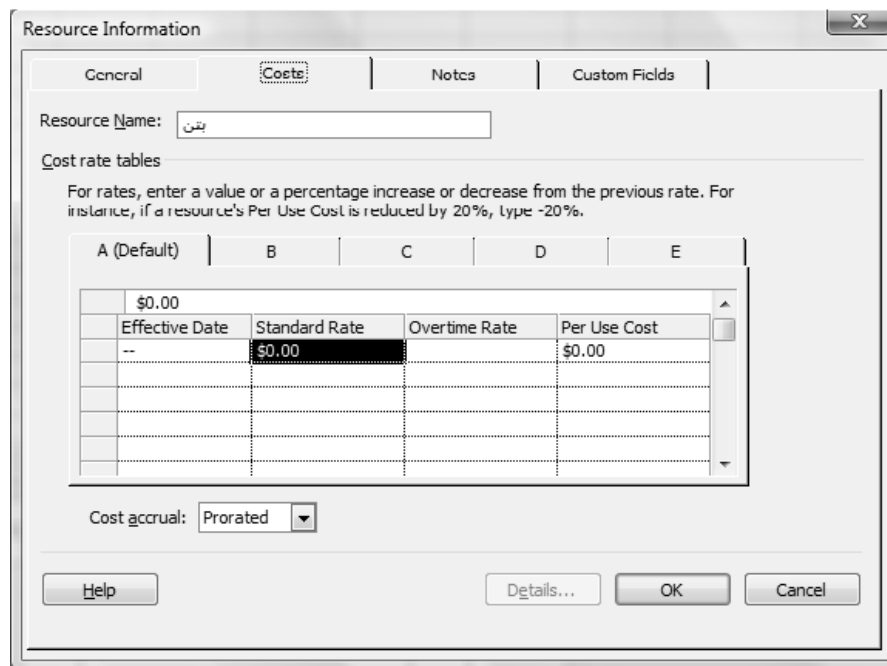 Resource Information
General Costs Notes Custom Fields
Resource Name: بتن
Cost rate tables
For rates, enter a value or a percentage increase or decrease from the previous rate. For
instance, if a resource's Per Use Cost is reduced by 20%, type -20%.
A (Default) B C D E
$0.00
Effective Date Standard Rate Overtime Rate Per Use Cost
-- $0.00 $0.00
Cost accrual: Prorated
Help Details... OK Cancel